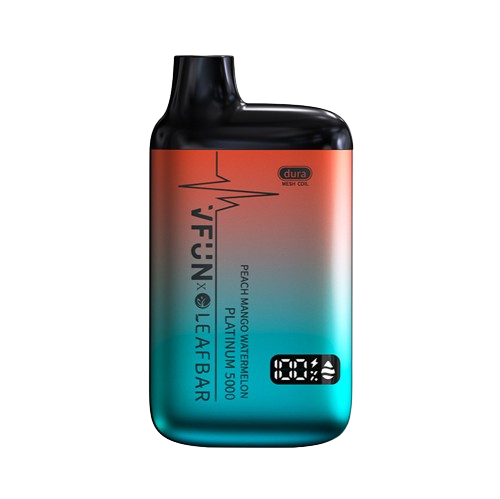 dura
MESH COIL
VFUN
X
LEAFBAR
PEACH MANGO WATERMELON
PLATINUM 5000
100%